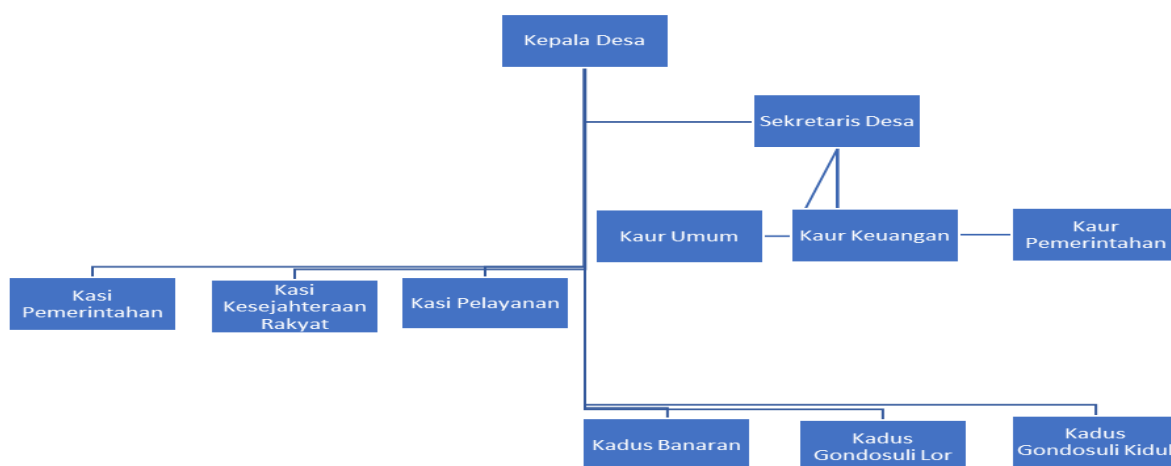 Kepala Desa
Sekretaris Desa
Kaur Umum
Kaur Keuangan
Kaur
Pemerintahan
Kasi
Pemerintahan
Kasi
Kesejahteraan
Rakyat
Kasi Pelayanan
Kadus Banaran
Kadus
Gondosuli Lor
Kadus
Gondosuli Kidul